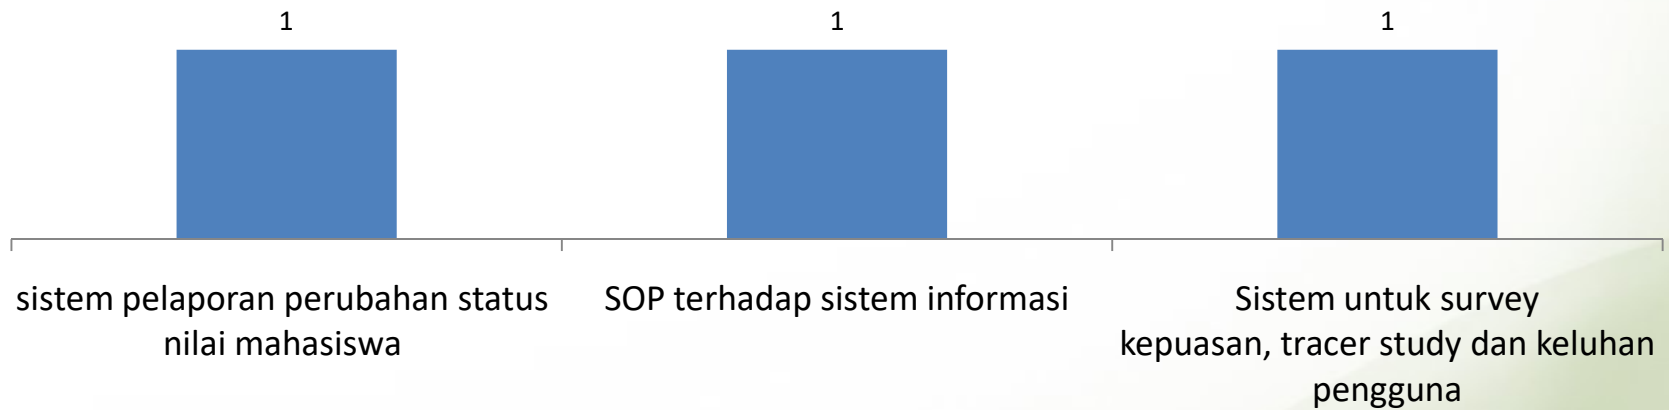 1
1
1
sistem pelaporan perubahan status
nilai mahasiswa
SOP terhadap sistem informasi
Sistem untuk survey
kepuasan, tracer study dan keluhan
pengguna